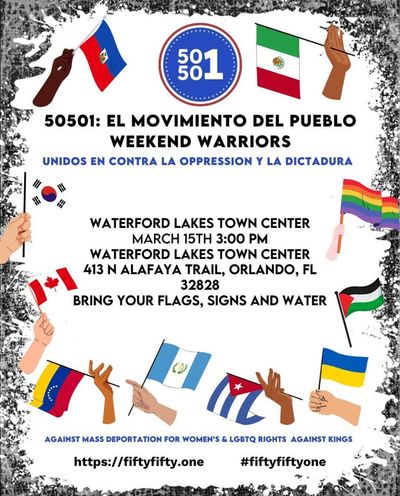 50
50 1
50501: EL MOVIMIENTO DEL PUEBLO
WEEKEND WARRIORS
UNIDOS EN CONTRA LA OPPRESSION Y LA DICTADURA
WATERFORD LAKES TOWN CENTER
MARCH 15TH 3:00 PM
WATERFORD LAKES TOWN CENTER
413 N ALAFAYA TRAIL, ORLANDO, FL
32828
BRING YOUR FLAGS, SIGNS AND WATER
AGAINST MASS DEPORTATION FOR WOMEN'S & LGBTQ RIGHTS AGAINST KINGS
https://fiftyfifty.one #fiftyfiftyone